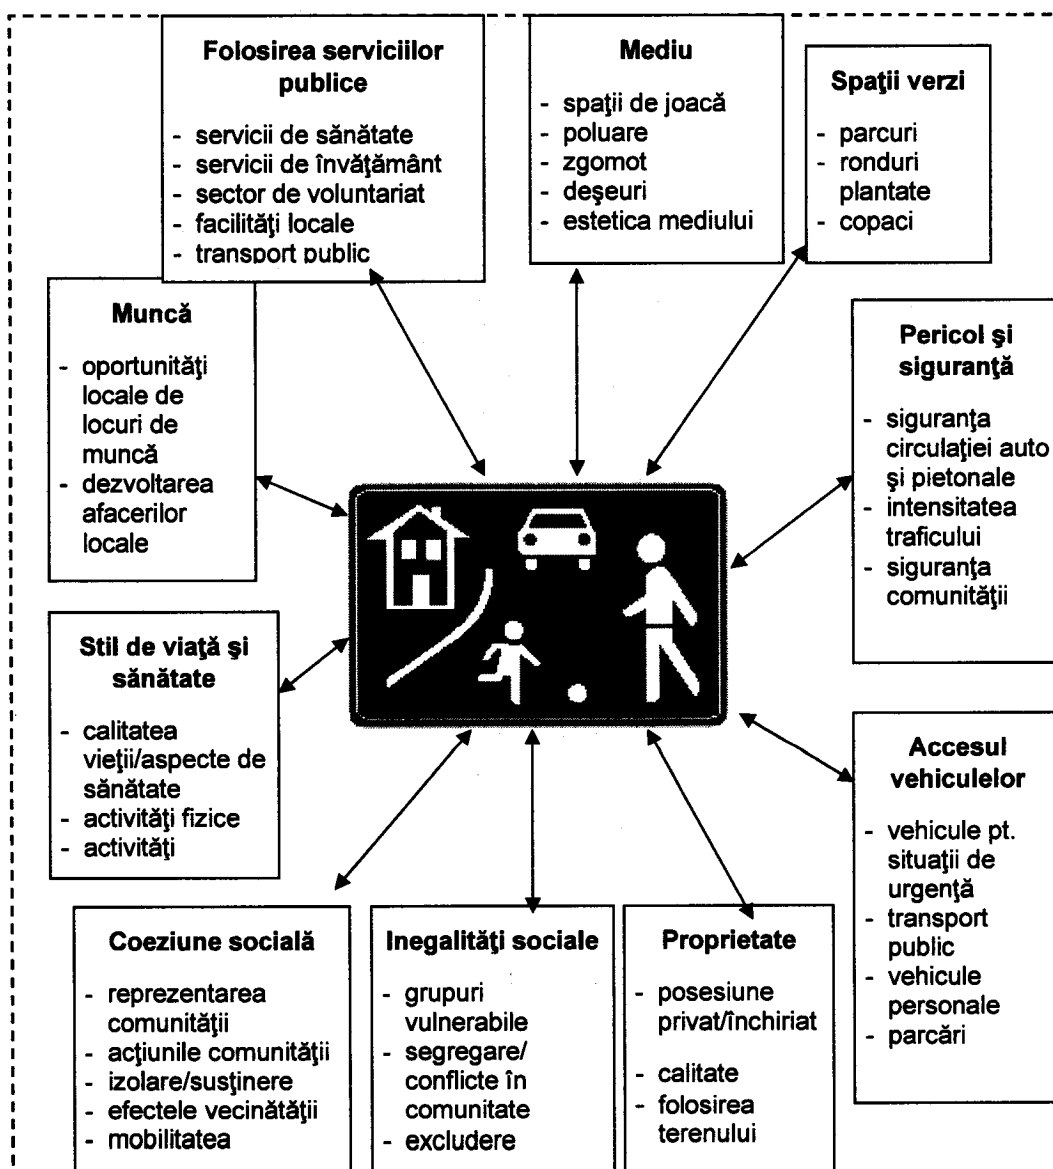 Folosirea serviciilor
publice
- servicii de sănătate
- servicii de învăţământ
- sector de voluntariat
- facilităţi locale
- transport public
Mediu
- spaţii de joacă
- poluare
- zgomot
- deşeuri
- estetica mediului
Spaţii verzi
- parcuri
- ronduri
plantate
- copaci
Muncă
- oportunităţi
locale de
locuri de
muncă
- dezvoltarea
afacerilor
locale
Pericol şi
siguranţă
- siguranţa
circulaţiei auto
şi pietonale
- intensitatea
traficului
- siguranţa
comunităţii
Stil de viaţă şi
sănătate
- calitatea
vieţii/aspecte de
sănătate
- activităţi fizice
- activităţi
Accesul
vehiculelor
- vehicule pt.
situaţii de
urgenţă
- transport
public
- vehicule
personale
- parcări
Coeziune socială
- reprezentarea
comunităţii
- acţiunile comunităţii
- izolare/susţinere
- efectele vecinătăţii
- mobilitatea
Inegalităţi sociale
- grupuri
vulnerabile
- segregare/
conflicte în
comunitate
- excludere
Proprietate
- posesiune
privat/închiriat
- calitate
- folosirea
terenului